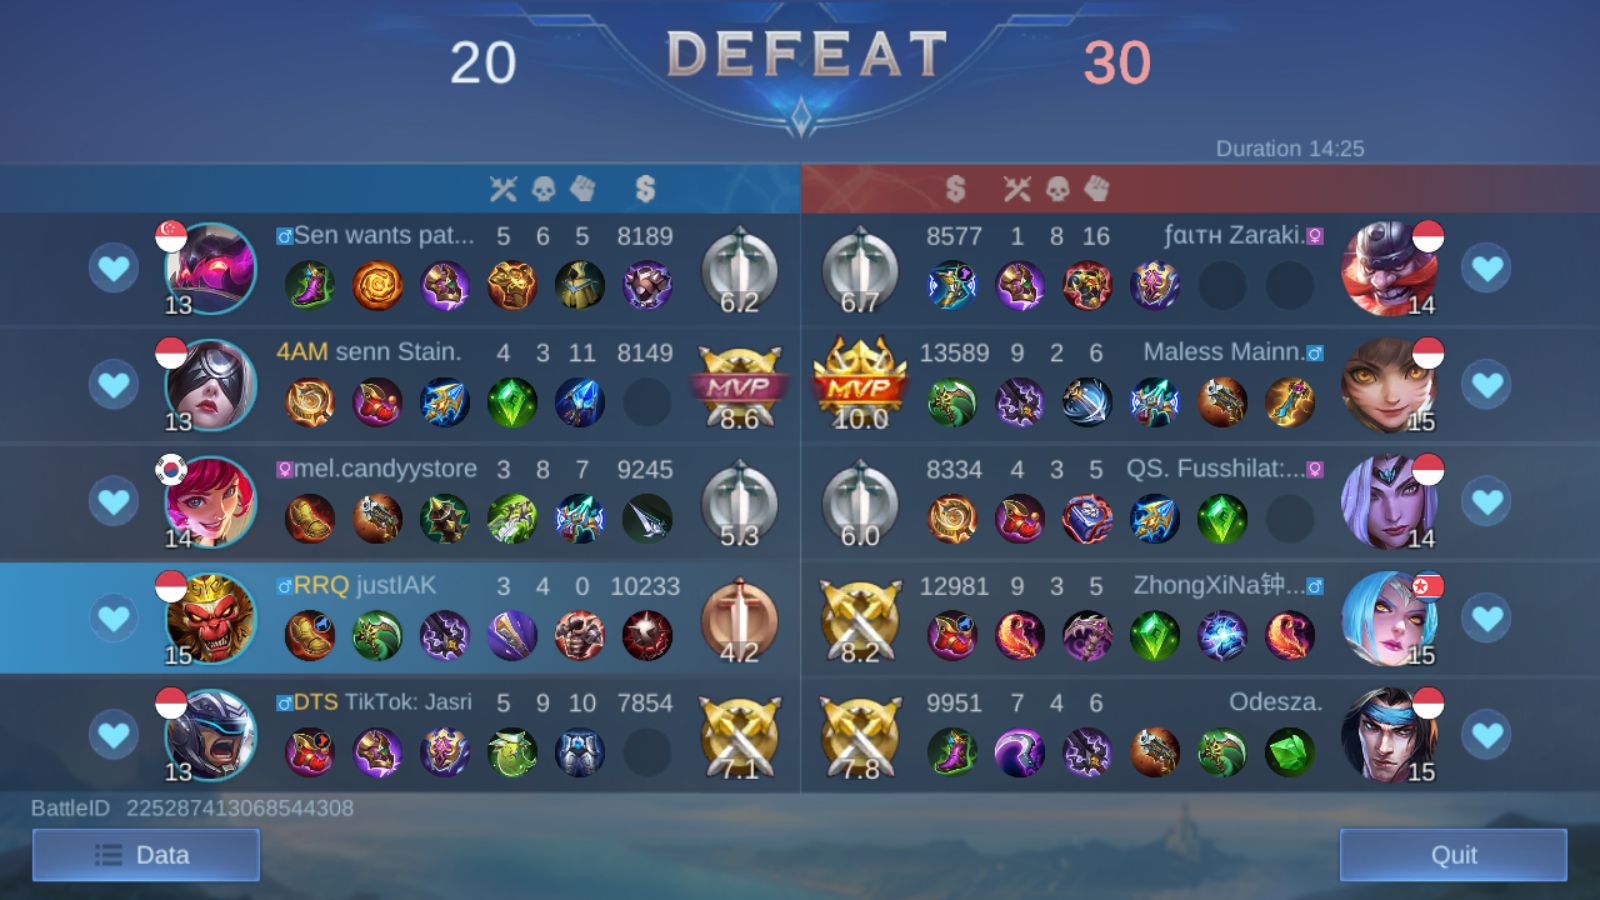 20 DEFEAT 30
Duration 14:25
Sen wants pat... 5 6 5 8189
13 6.2
8577 1 8 16 ƒαιтн Zaraki.
6.7 14
4AM senn Stain. 4 3 11 8149
13 MVP 8.6
13589 9 2 6 Maless Mainn.
MVP 10.0 15
mel.candyystore 3 8 7 9245
14 5.3
8334 4 3 5 QS. Fusshilat:...
6.0 14
RRQ justIAK 3 4 0 10233
15 4.2
12981 9 3 5 ZhongXiNa钟...
8.2 15
DTS TikTok: Jasri 5 9 10 7854
13 7.1
9951 7 4 6 Odesza.
7.8 15
BattleID 225287413068544308
Data Quit